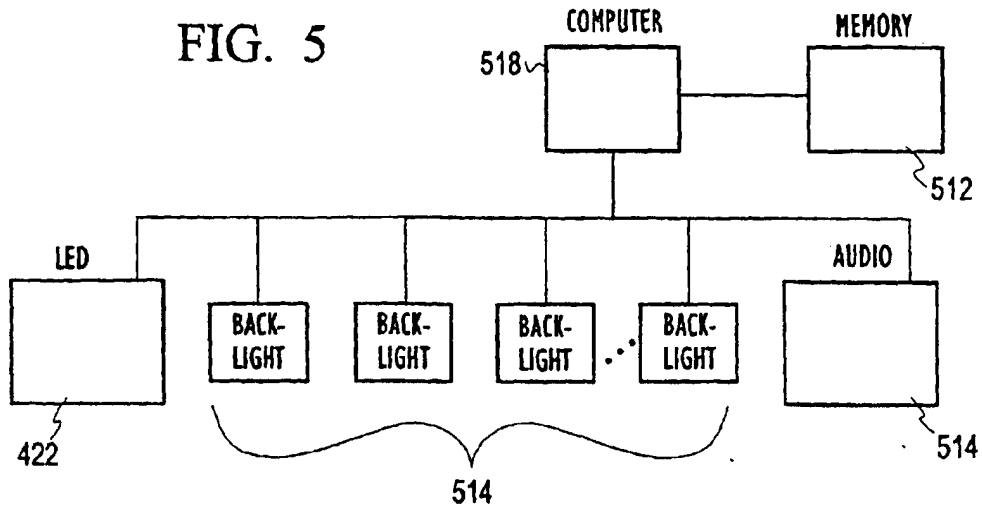 FIG. 5
COMPUTER
MEMORY
518
512
LED
AUDIO
BACK-
LIGHT
BACK-
LIGHT
BACK-
LIGHT
BACK-
LIGHT
422
514
514